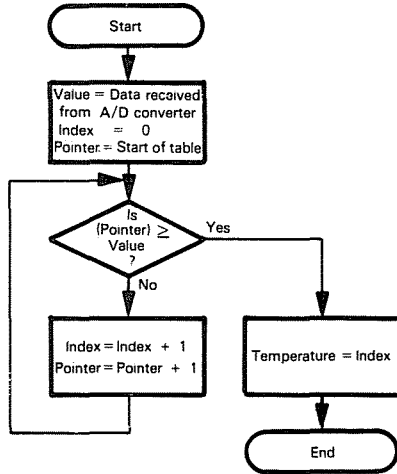 Start
Value = Data received
from A/D converter
Index = 0
Pointer = Start of table
Is
(Pointer) ≥
Value
?
Yes
No
Index = Index + 1
Pointer = Pointer + 1
Temperature = Index
End